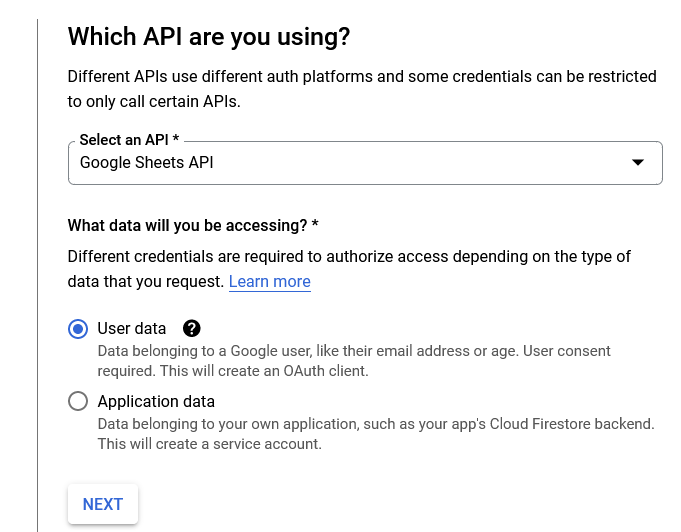 Which API are you using?
Different APIs use different auth platforms and some credentials can be restricted
to only call certain APIs.
Select an API *
Google Sheets API
What data will you be accessing? *
Different credentials are required to authorize access depending on the type of
data that you request. Learn more
User data ?
Data belonging to a Google user, like their email address or age. User consent
required. This will create an OAuth client.
Application data
Data belonging to your own application, such as your app's Cloud Firestore backend.
This will create a service account.
NEXT